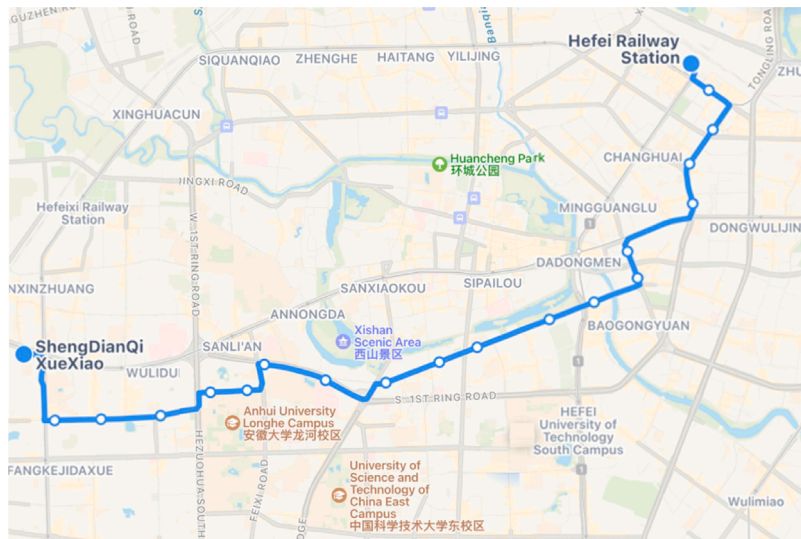 GUZHEN ROAD
Hefei Railway
Station
TONGLING ROAD
SIQUANQIAO
ZHENGHE
HAITANG
YILIJING
XINGHUACUN
Huancheng Park
环城公园
CHANGHUAI
JINGXI ROAD
Hefeixi Railway
Station
W. 1ST RING ROAD
MINGGUANGLU
DONGWULIJIN
DADONGMEN
NXINZHUANG
SANXIAOKOU
SIPAILOU
ANNONGDA
Xishan
Scenic Area
西山景区
BAOGONGYUAN
ShengDianQi
XueXiao
SANLI'AN
WULIDU
S. 1ST RING ROAD
Anhui University
Longhe Campus
安徽大学龙河校区
HEFEI
University of
Technology
South Campus
HEZUOHUA SOUTH
FEIXI ROAD
FANGKEJIDAXUE
University of
Science and
Technology of
China East
Campus
中国科学技术大学东校区
Wulimiao